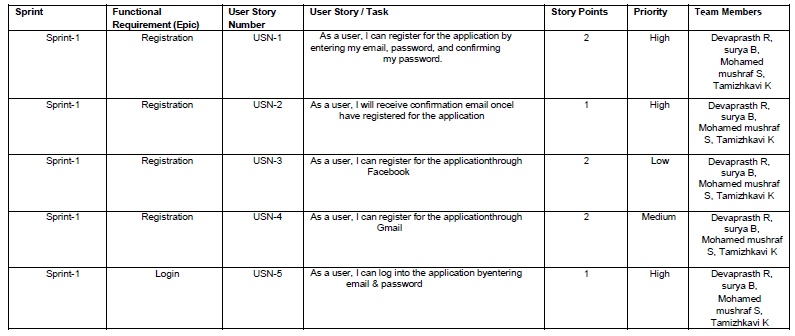 Sprint
Functional Requirement (Epic)
User Story Number
User Story / Task
Story Points
Priority
Team Members
Sprint-1
Registration
USN-1
As a user, I can register for the application by
entering my email, password, and confirming
my password.
2
High
Devaprasth R,
surya B,
Mohamed
mushraf S,
Tamizhkavi K
Sprint-1
Registration
USN-2
As a user, I will receive confirmation email onceI
have registered for the application
1
High
Devaprasth R,
surya B,
Mohamed mushraf
S, Tamizhkavi K
Sprint-1
Registration
USN-3
As a user, I can register for the applicationthrough
Facebook
2
Low
Devaprasth R,
surya B,
Mohamed mushraf
S, Tamizhkavi K
Sprint-1
Registration
USN-4
As a user, I can register for the applicationthrough
Gmail
2
Medium
Devaprasth R,
surya B,
Mohamed mushraf
S, Tamizhkavi K
Sprint-1
Login
USN-5
As a user, I can log into the application byentering
email & password
1
High
Devaprasth R,
surya B,
Mohamed
mushraf S,
Tamizhkavi K